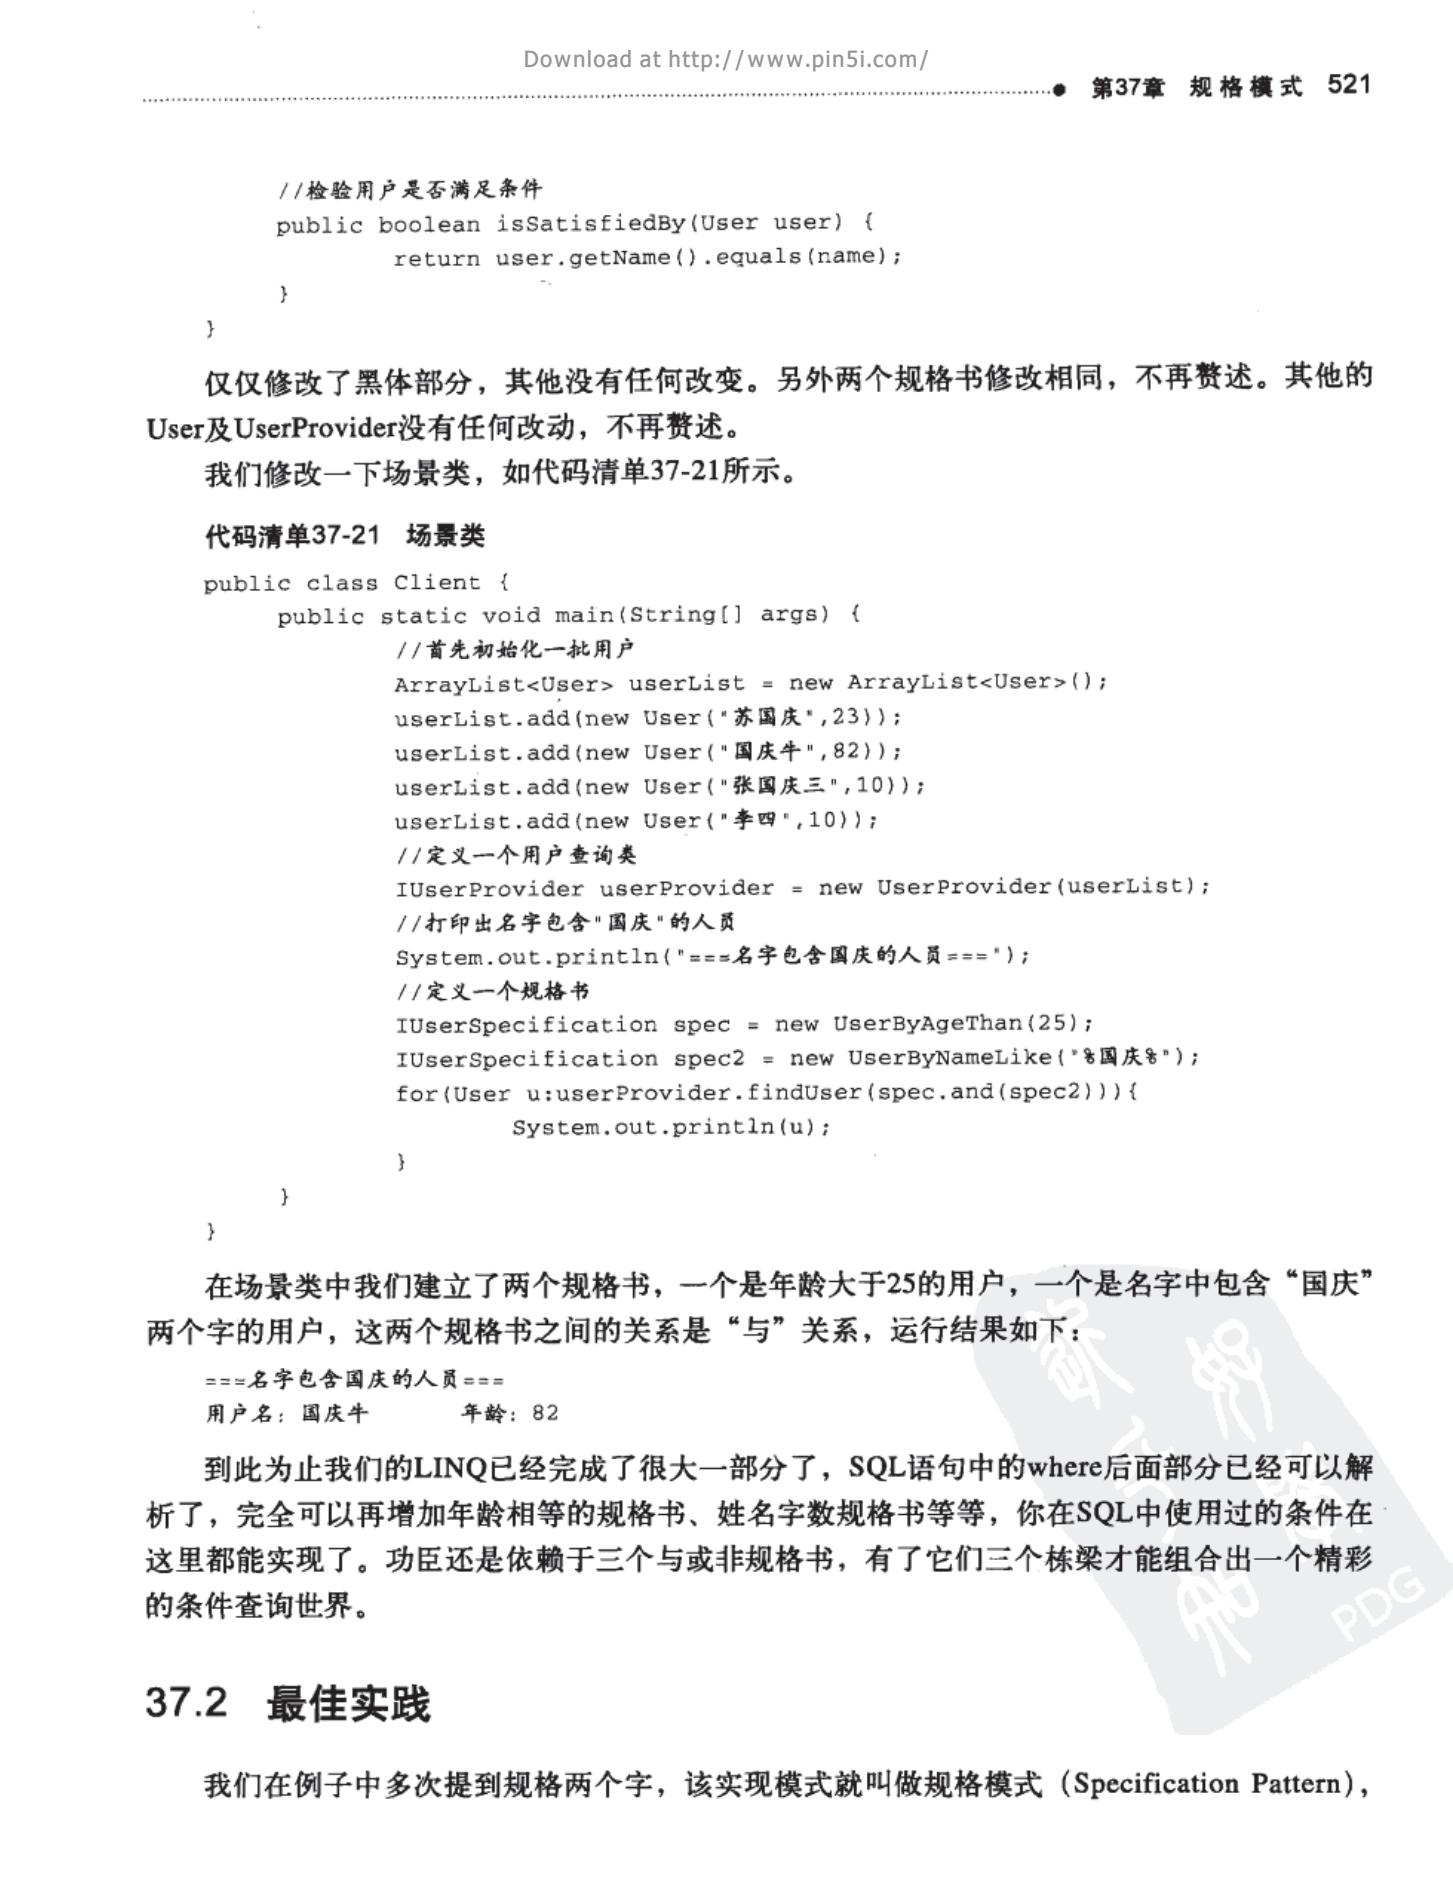 Download at http://www.pin5i.com/
第37章 规格模式 521
//检验用户是否满足条件
public boolean isSatisfiedBy(User user) {
return user.getName().equals(name);
}
}
仅仅修改了黑体部分，其他没有任何改变。另外两个规格书修改相同，不再赘述。其他的
User及UserProvider没有任何改动，不再赘述。
我们修改一下场景类，如代码清单37-21所示。
代码清单37-21 场景类
public class Client {
public static void main(String[] args) {
//首先初始化一批用户
ArrayList<User> userList = new ArrayList<User>();
userList.add(new User("苏国庆",23));
userList.add(new User("国庆牛",82));
userList.add(new User("张国庆三",10));
userList.add(new User("李四",10));
//定义一个用户查询类
IUserProvider userProvider = new UserProvider(userList);
//打印出名字包含"国庆"的人员
System.out.println("===名字包含国庆的人员===");
//定义一个规格书
IUserSpecification spec = new UserByAgeThan(25);
IUserSpecification spec2 = new UserByNameLike("%国庆%");
for(User u:userProvider.findUser(spec.and(spec2))){
System.out.println(u);
}
}
}
在场景类中我们建立了两个规格书，一个是年龄大于25的用户，一个是名字中包含“国庆”
两个字的用户，这两个规格书之间的关系是“与”关系，运行结果如下：
===名字包含国庆的人员===
用户名：国庆牛 年龄：82
到此为止我们的LINQ已经完成了很大一部分了，SQL语句中的where后面部分已经可以解
析了，完全可以再增加年龄相等的规格书、姓名字数规格书等等，你在SQL中使用过的条件在
这里都能实现了。功臣还是依赖于三个与或非规格书，有了它们三个栋梁才能组合出一个精彩
的条件查询世界。
PDG
37.2 最佳实践
我们在例子中多次提到规格两个字，该实现模式就叫做规格模式（Specification Pattern），